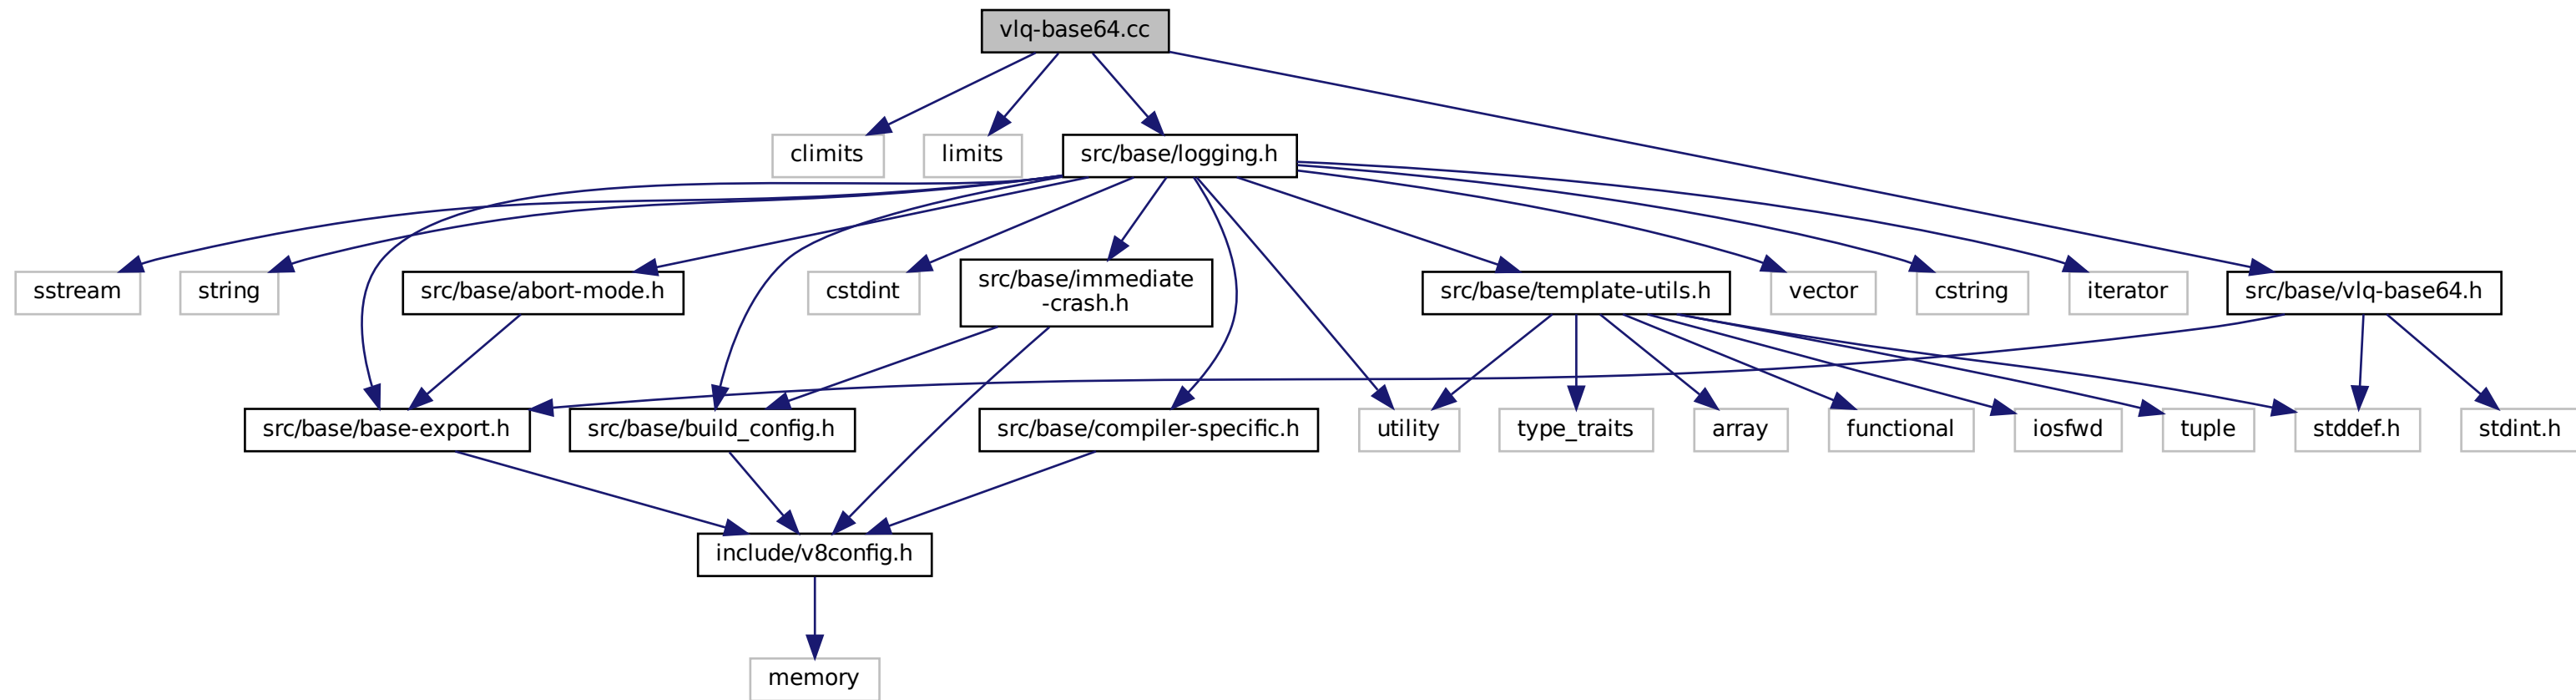 vlq-base64.cc
climits
limits
src/base/logging.h
sstream
string
src/base/abort-mode.h
cstdint
src/base/immediate
-crash.h
src/base/template-utils.h
vector
cstring
iterator
src/base/vlq-base64.h
src/base/base-export.h
src/base/build_config.h
src/base/compiler-specific.h
utility
type_traits
array
functional
iosfwd
tuple
stddef.h
stdint.h
include/v8config.h
memory